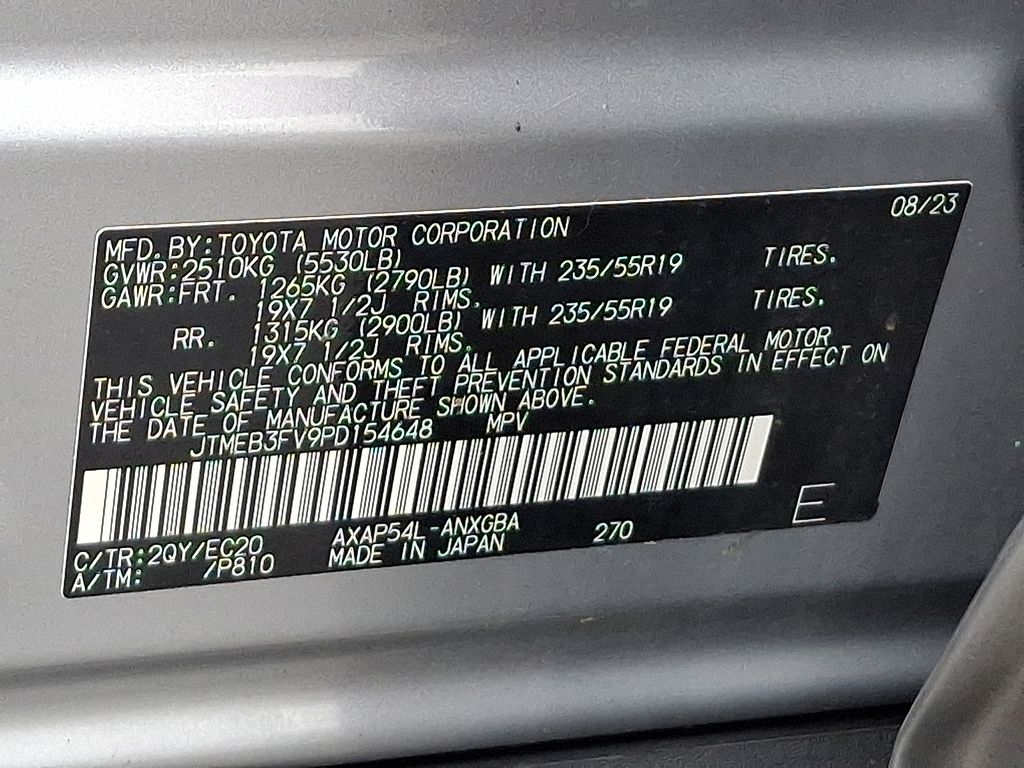 08/23
MFD.BY:TOYOTA MOTOR CORPORATION
GVWR:2510KG (5530LB)
GAWR:FRT. 1265KG (2790LB) WITH 235/55R19 TIRES.
19X7 1/2J RIMS.
RR. 1315KG (2900LB) WITH 235/55R19 TIRES.
19X7 1/2J RIMS.
THIS VEHICLE CONFORMS TO ALL APPLICABLE FEDERAL MOTOR
VEHICLE SAFETY AND THEFT PREVENTION STANDARDS IN EFFECT ON
THE DATE OF MANUFACTURE SHOWN ABOVE.
JTMEB3FV9PD154648 MPV
E
C/TR:2QY/EC20 AXAP54L-ANXGBA 270
A/TM: /P810 MADE IN JAPAN